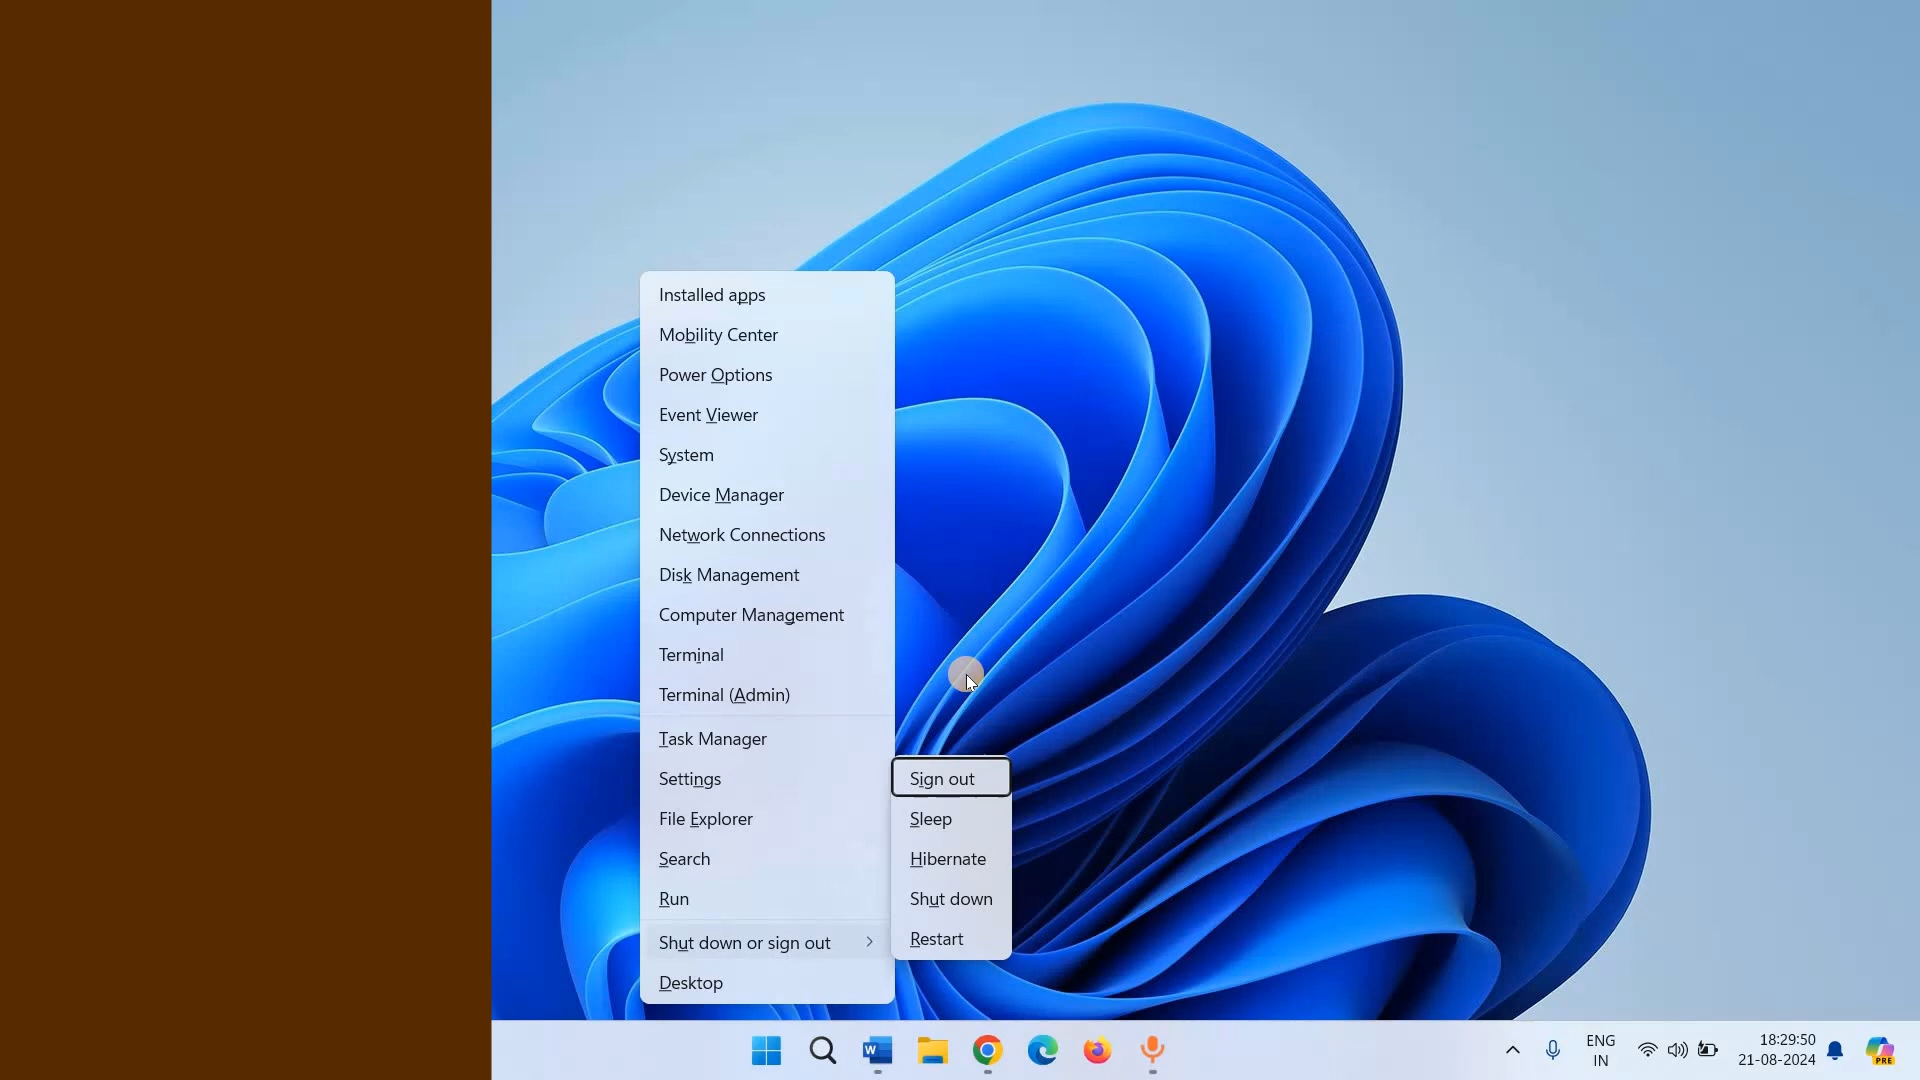 Installed apps
Mobility Center
Power Options
Event Viewer
System
Device Manager
Network Connections
Disk Management
Computer Management
Terminal
Terminal (Admin)
Task Manager
Settings
File Explorer
Search
Run
Shut down or sign out
Desktop
Sign out
Sleep
Hibernate
Shut down
Restart
W
ENG
IN
18:29:50
21-08-2024
PRE